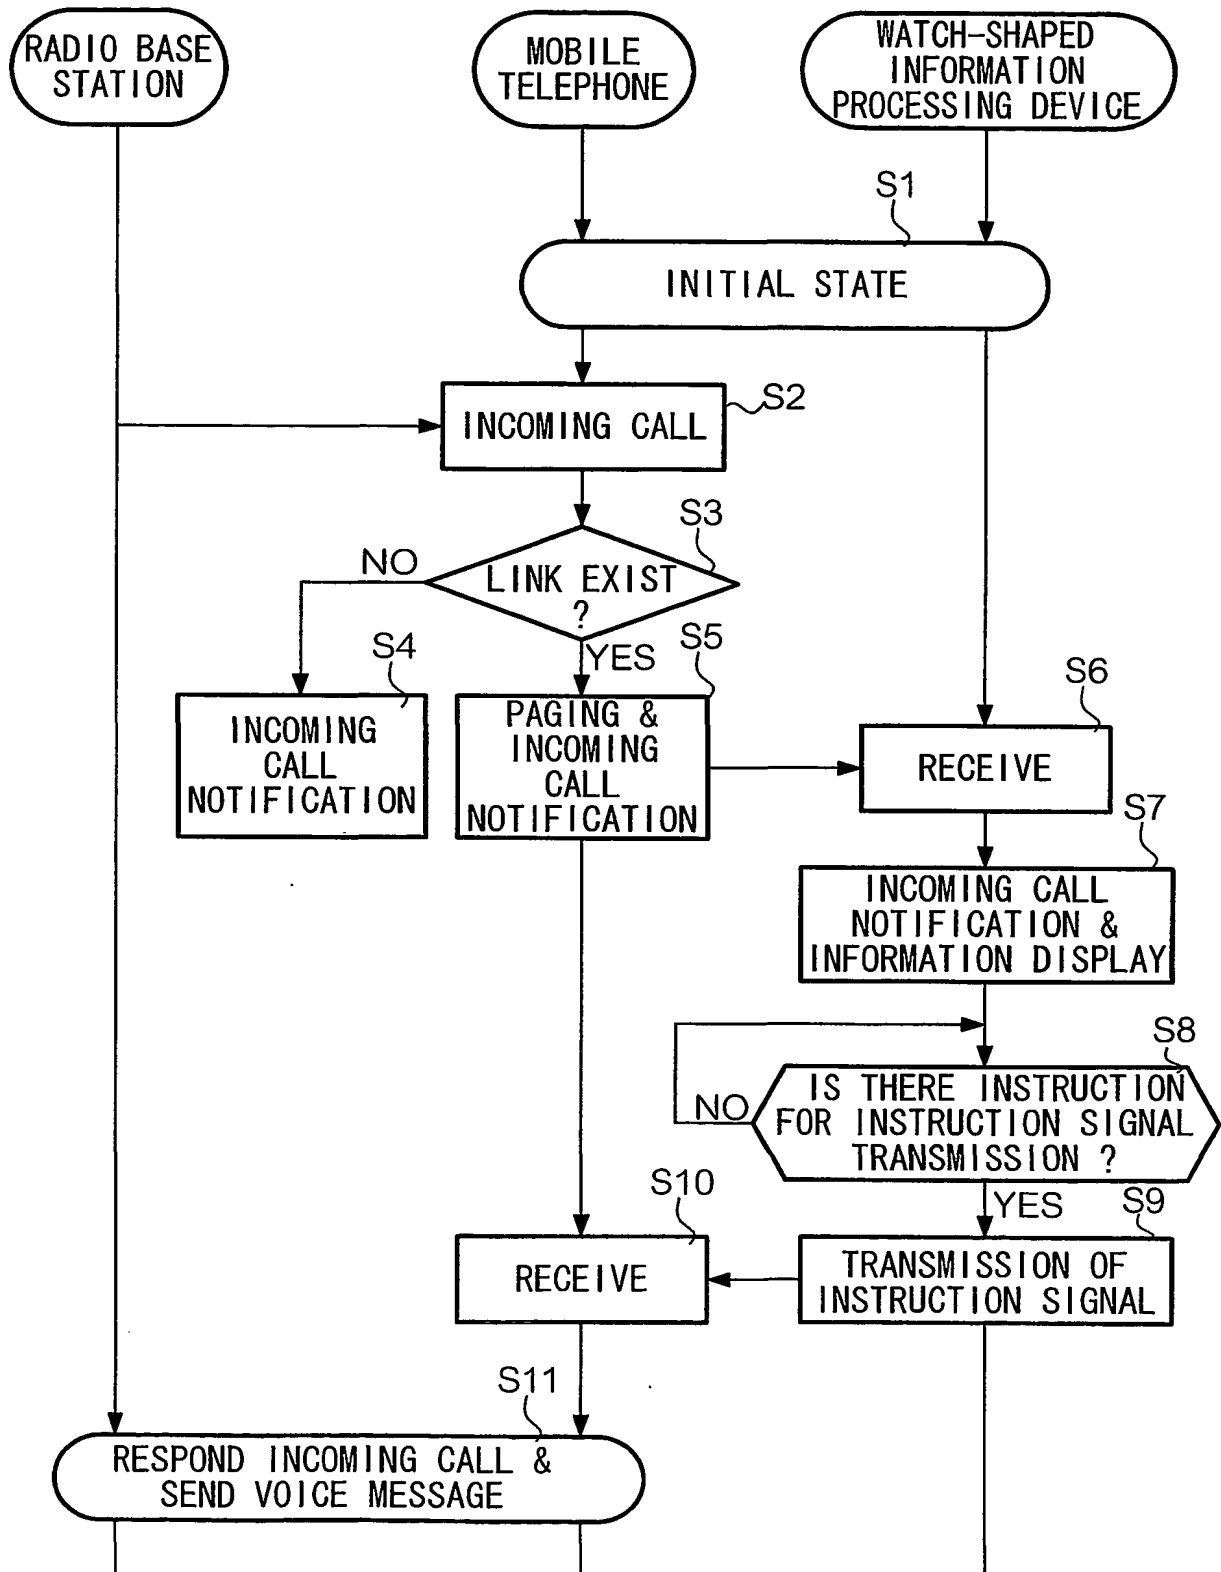 RADIO BASE
STATION
MOBILE
TELEPHONE
WATCH-SHAPED
INFORMATION
PROCESSING DEVICE
S1
INITIAL STATE
S2
INCOMING CALL
S3
NO
LINK EXIST
?
YES
S4
INCOMING
CALL
NOTIFICATION
S5
PAGING &
INCOMING
CALL
NOTIFICATION
S6
RECEIVE
S7
INCOMING CALL
NOTIFICATION &
INFORMATION DISPLAY
S8
IS THERE INSTRUCTION
FOR INSTRUCTION SIGNAL
TRANSMISSION ?
NO
YES
S9
TRANSMISSION OF
INSTRUCTION SIGNAL
S10
RECEIVE
S11
RESPOND INCOMING CALL &
SEND VOICE MESSAGE